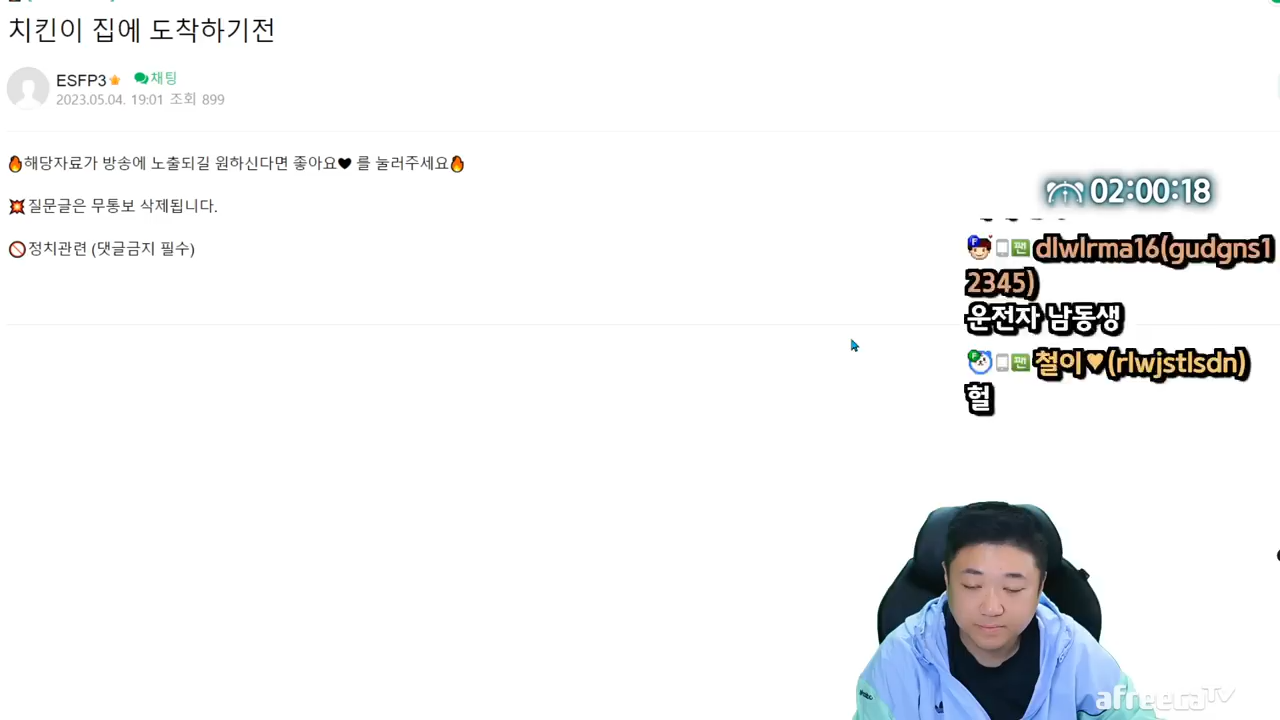 치킨이 집에 도착하기전
ESFP3 채팅
2023.05.04. 19:01 조회 899
해당자료가 방송에 노출되길 원하신다면 좋아요🖤 를 눌러주세요🔥
질문글은 무통보 삭제됩니다.
정치관련 (댓글금지 필수)
02:00:18
F 팬 dlwlrma16(gudgns1
2345)
운전자 남동생
F 팬 철이♥(rlwjstlsdn)
헐
afreecaTV